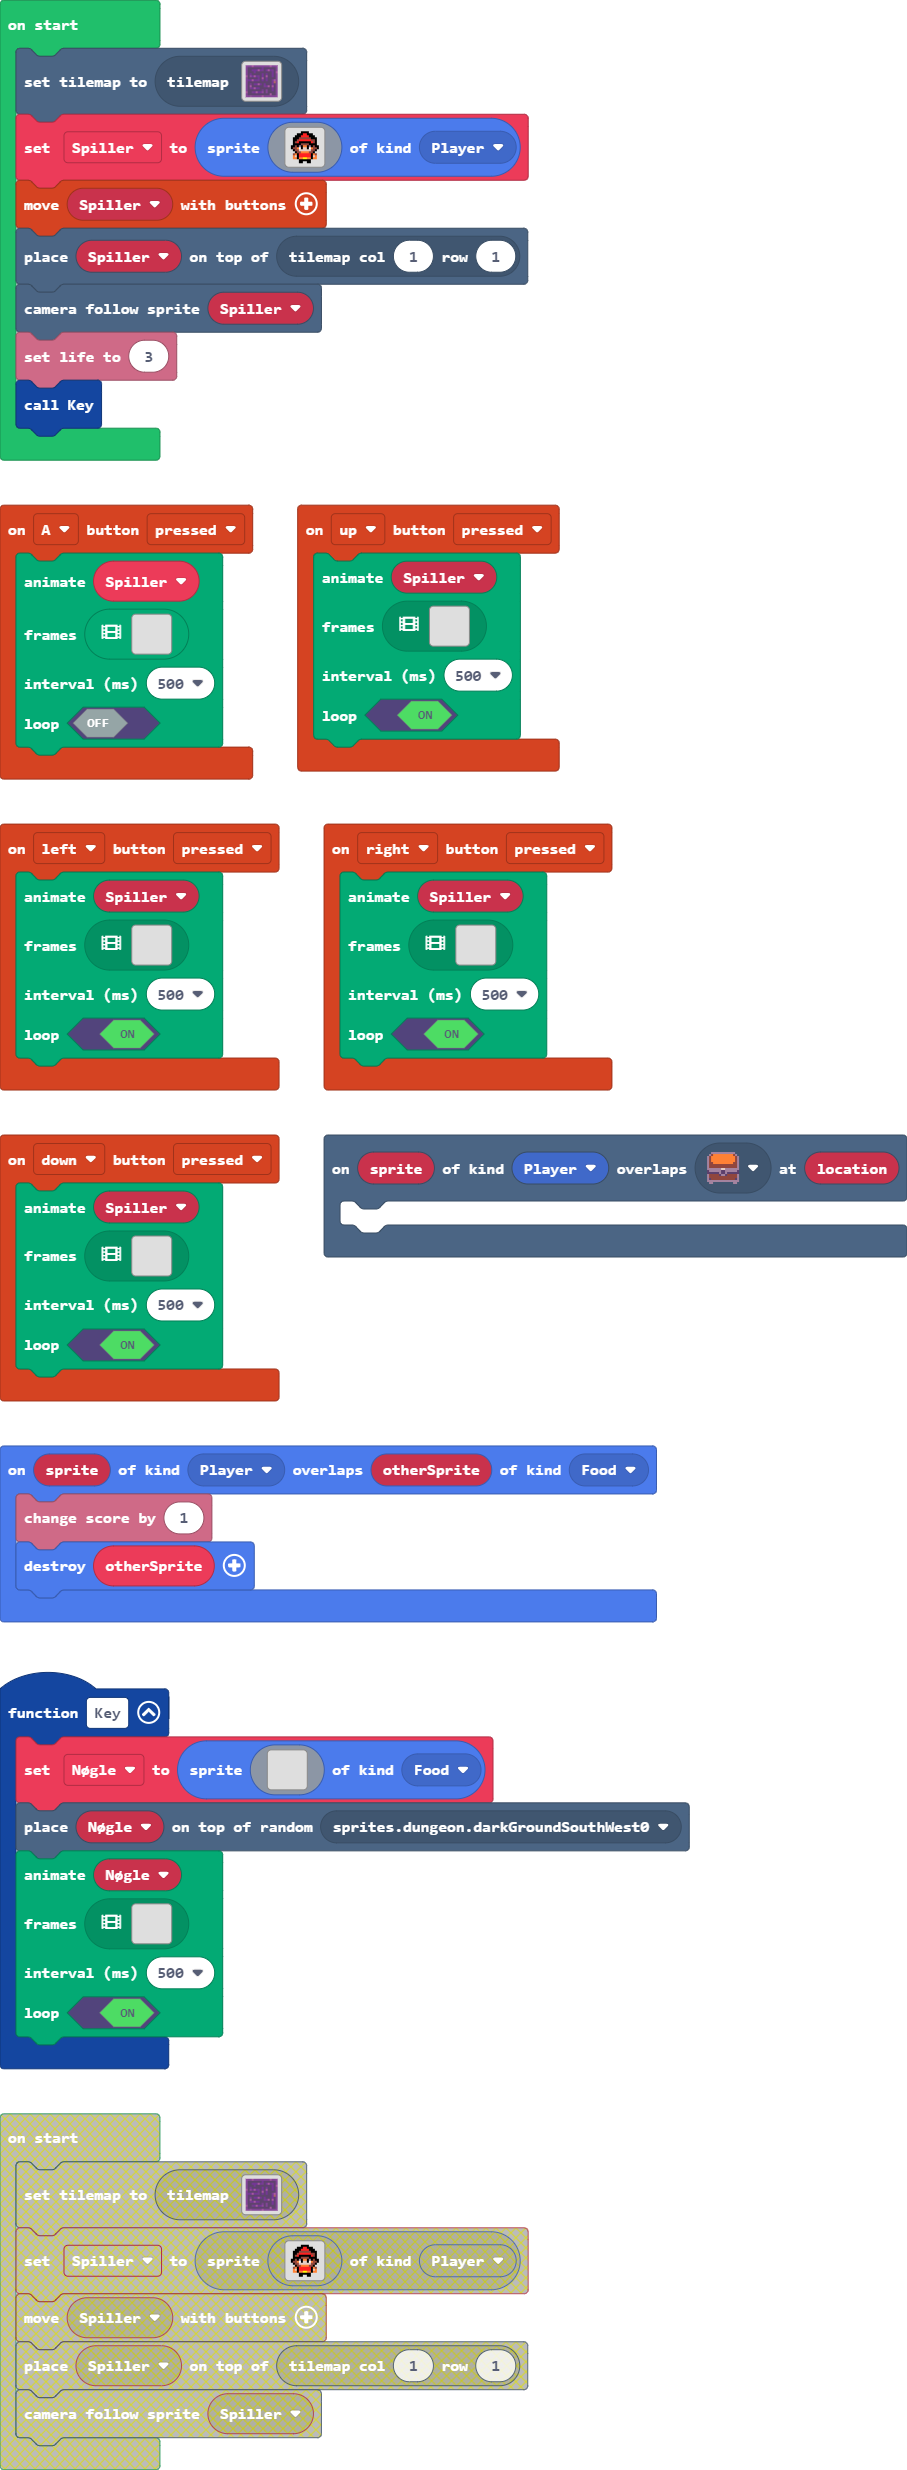 on start
set tilemap to tilemap
set Spiller to sprite of kind Player
move Spiller with buttons
place Spiller on top of tilemap col 1 row 1
camera follow sprite Spiller
set life to 3
call Key
on A button pressed
animate Spiller
frames
interval (ms) 500
loop OFF
on up button pressed
animate Spiller
frames
interval (ms) 500
loop ON
on left button pressed
animate Spiller
frames
interval (ms) 500
loop ON
on right button pressed
animate Spiller
frames
interval (ms) 500
loop ON
on down button pressed
animate Spiller
frames
interval (ms) 500
loop ON
on sprite of kind Player overlaps at location
on sprite of kind Player overlaps otherSprite of kind Food
change score by 1
destroy otherSprite
function Key
set Nøgle to sprite of kind Food
place Nøgle on top of random sprites.dungeon.darkGroundSouthWest0
animate Nøgle
frames
interval (ms) 500
loop ON
on start
set tilemap to tilemap
set Spiller to sprite of kind Player
move Spiller with buttons
place Spiller on top of tilemap col 1 row 1
camera follow sprite Spiller